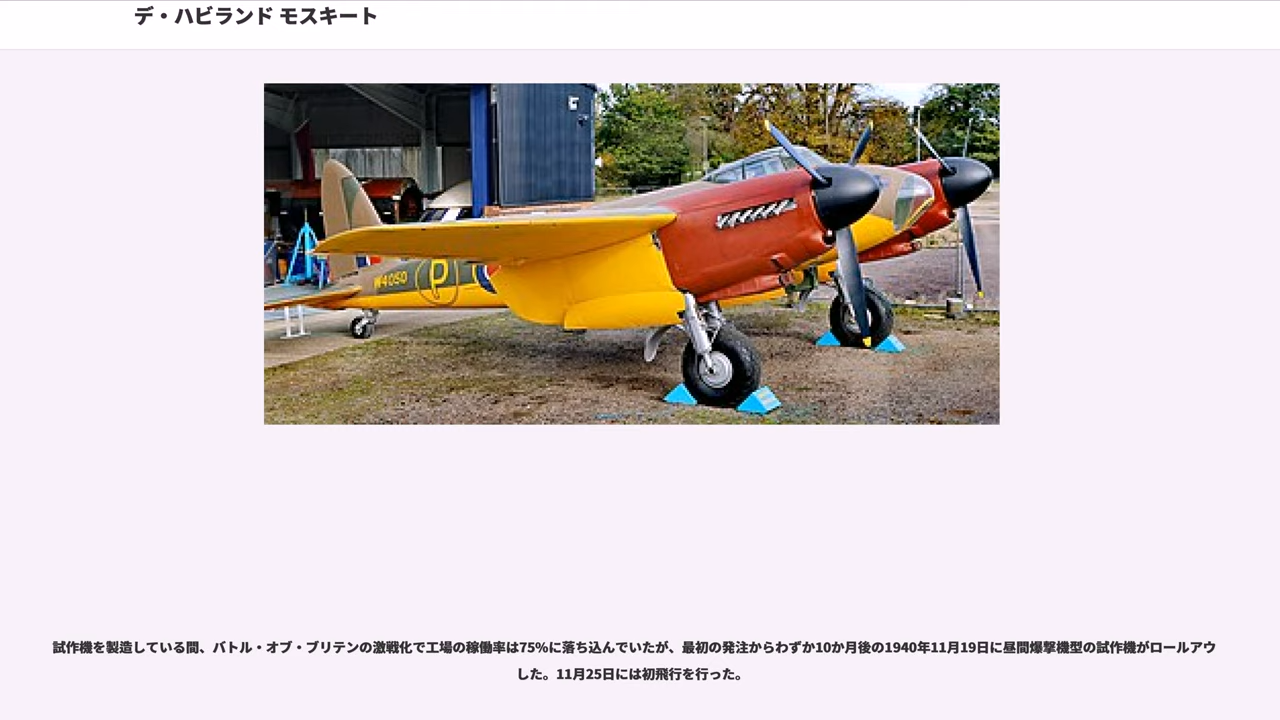 デ・ハビランド モスキート
W4050
P
試作機を製造している間、バトル・オブ・ブリテンの激戦化で工場の稼働率は75%に落ち込んでいたが、最初の発注からわずか10か月後の1940年11月19日に昼間爆撃機型の試作機がロールアウ
した。11月25日には初飛行を行った。